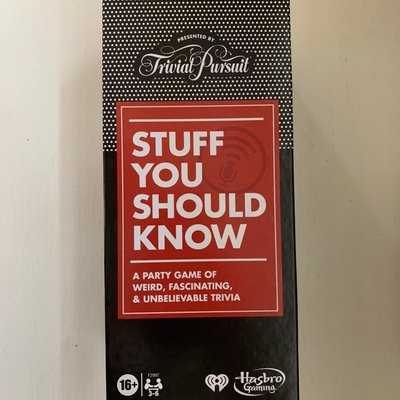 PRESENTED BY
Trivial Pursuit
STUFF
YOU
SHOULD
KNOW
A PARTY GAME OF
WEIRD, FASCINATING,
& UNBELIEVABLE TRIVIA
16+
F2997
3-6
Hasbro
Gaming